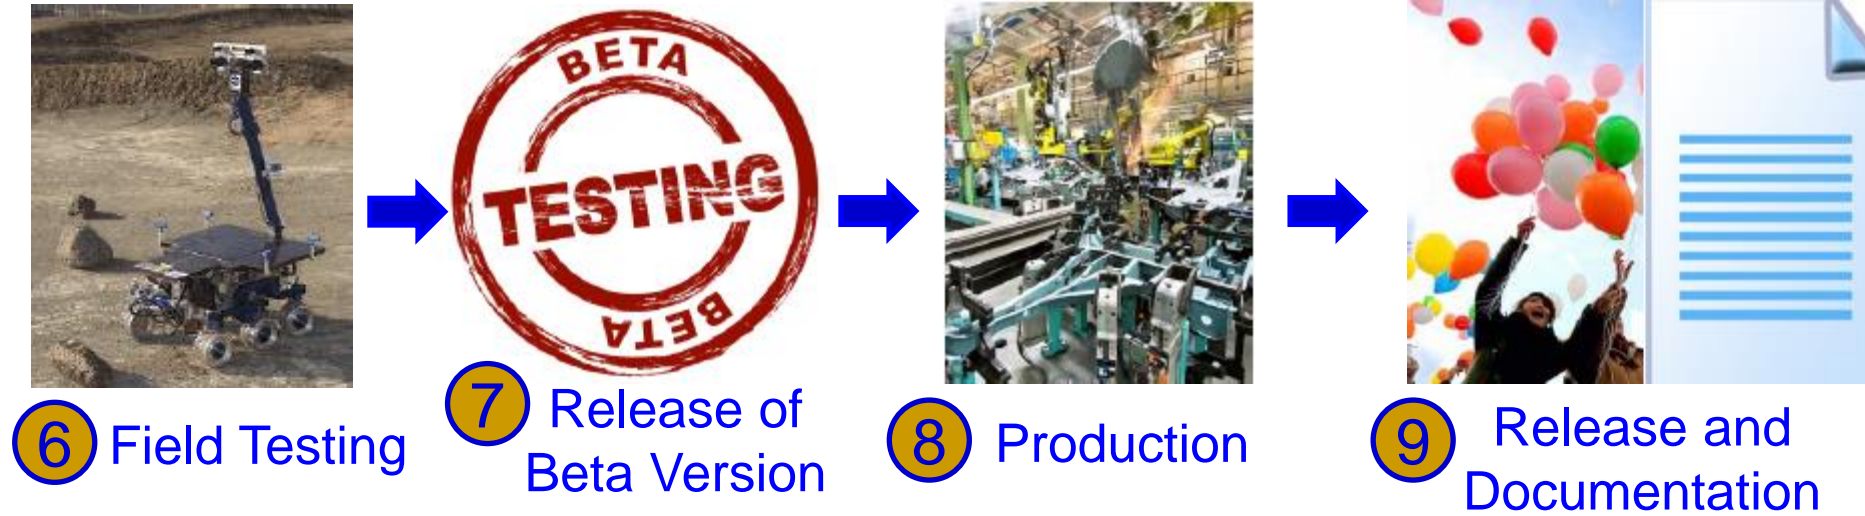 BETA
TESTING
BETA
6 Field Testing
7 Release of
Beta Version
8 Production
9 Release and
Documentation